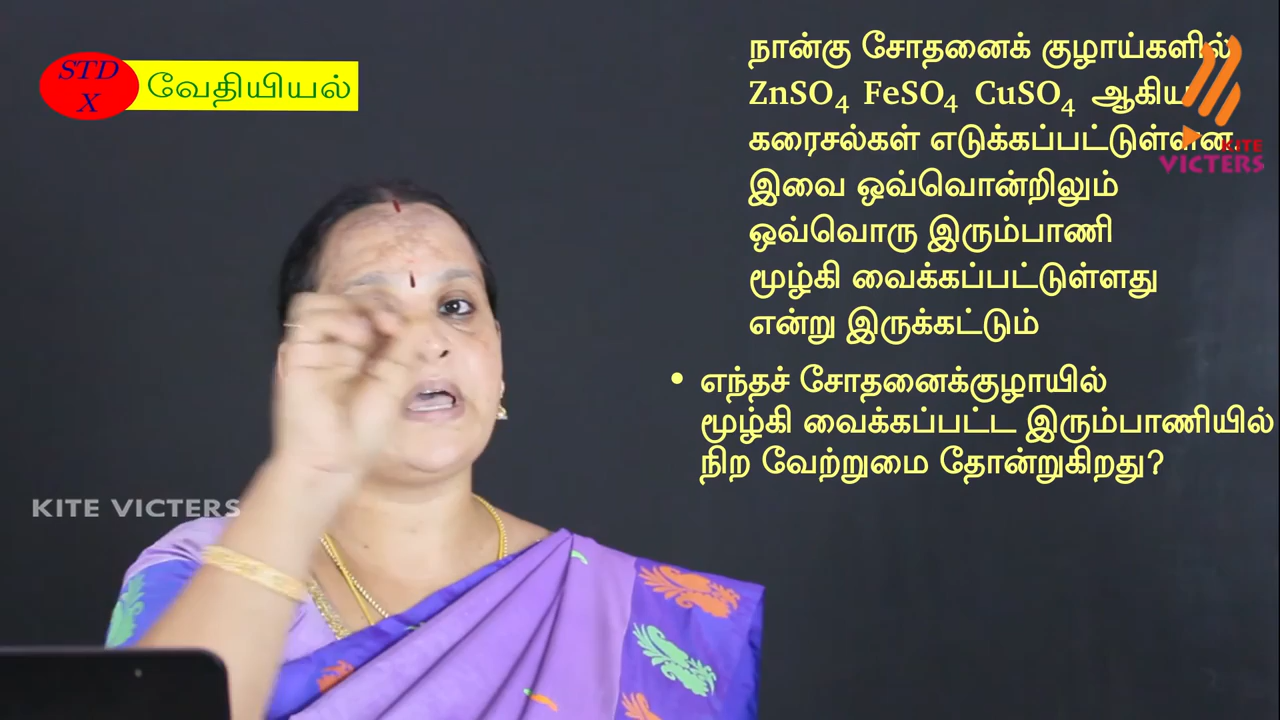 STD
X
வேதியியல்
நான்கு சோதனைக் குழாய்களில்
ZnSO₄ FeSO₄ CuSO₄ ஆகிய
கரைசல்கள் எடுக்கப்பட்டுள்ளன.
இவை ஒவ்வொன்றிலும்
ஒவ்வொரு இரும்பாணி
மூழ்கி வைக்கப்பட்டுள்ளது
என்று இருக்கட்டும்
• எந்தச் சோதனைக்குழாயில்
மூழ்கி வைக்கப்பட்ட இரும்பாணியில்
நிற வேற்றுமை தோன்றுகிறது?
KITE
VICTERS
KITE VICTERS